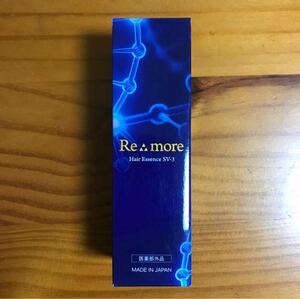 Re∴more
Hair Essence SV-3
医薬部外品
MADE IN JAPAN